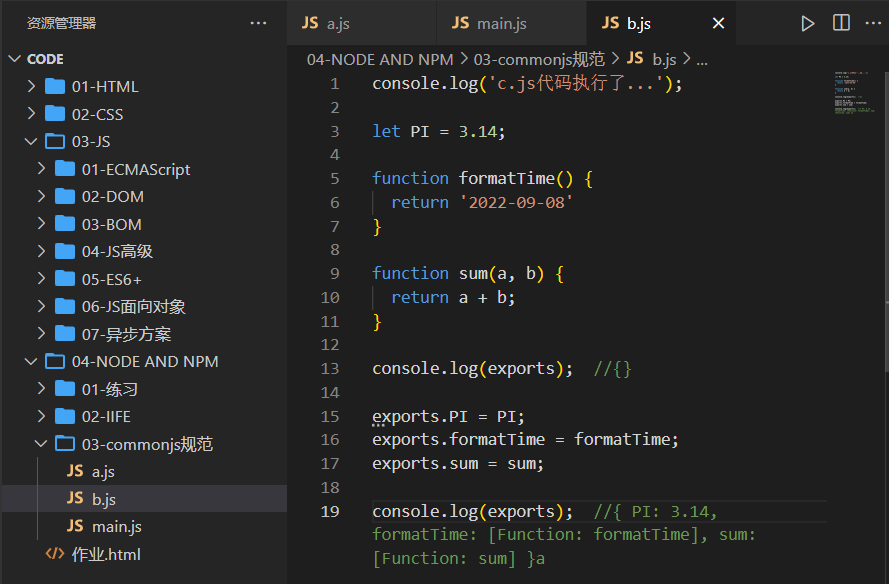 资源管理器 ...
CODE
01-HTML
02-CSS
03-JS
01-ECMAScript
02-DOM
03-BOM
04-JS高级
05-ES6+
06-JS面向对象
07-异步方案
04-NODE AND NPM
01-练习
02-IIFE
03-commonjs规范
JS a.js
JS b.js
JS main.js
</> 作业.html
JS a.js JS main.js JS b.js × ...
04-NODE AND NPM > 03-commonjs规范 > JS b.js > ...
1 console.log('c.js代码执行了...');
2
3 let PI = 3.14;
4
5 function formatTime() {
6 return '2022-09-08'
7 }
8
9 function sum(a, b) {
10 return a + b;
11 }
12
13 console.log(exports); //{}
14
15 exports.PI = PI;
16 exports.formatTime = formatTime;
17 exports.sum = sum;
18
19 console.log(exports); //{ PI: 3.14,
formatTime: [Function: formatTime], sum:
[Function: sum] }a